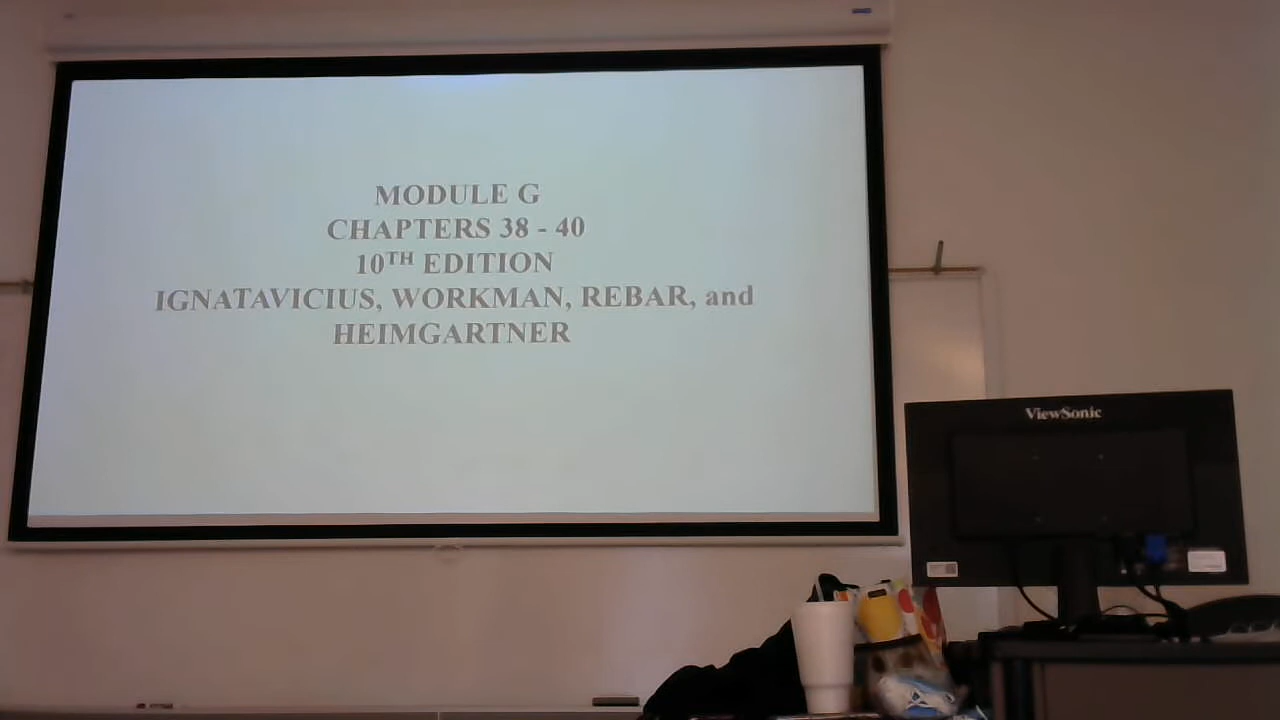 MODULE G
CHAPTERS 38 - 40
10TH EDITION
IGNATAVICIUS, WORKMAN, REBAR, and
HEIMGARTNER
ViewSonic